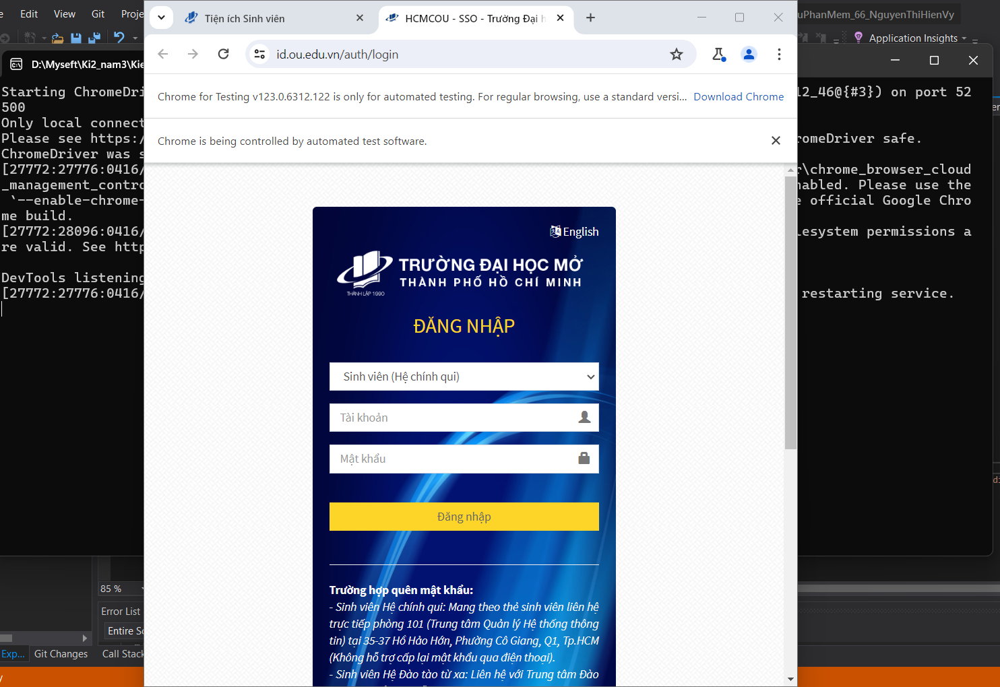 Edit View Git Proje
uPhanMem_66_NguyenThiHienVy
Application Insights
Tiện ích Sinh viên
HCMCOU - SSO - Trường Đại h
id.ou.edu.vn/auth/login
D:\Myseft\Ki2_nam3\Kie
Chrome for Testing v123.0.6312.122 is only for automated testing. For regular browsing, use a standard versi... Download Chrome
Chrome is being controlled by automated test software.
Starting ChromeDri
12_46@{#3}) on port 52
500
Only local connect
Please see https:/
romeDriver safe.
ChromeDriver was s
[27772:27776:0416/
r\chrome_browser_cloud
_management_contro
nabled. Please use the
`--enable-chrome-
e official Google Chro
me build.
[27772:28096:0416/
lesystem permissions a
re valid. See http
DevTools listening
[27772:27776:0416/
restarting service.
English
TRƯỜNG ĐẠI HỌC MỞ
THÀNH PHỐ HỒ CHÍ MINH
THÀNH LẬP 1990
ĐĂNG NHẬP
Sinh viên (Hệ chính qui)
Tài khoản
Mật khẩu
Đăng nhập
Trường hợp quên mật khẩu:
- Sinh viên Hệ chính qui: Mang theo thẻ sinh viên liên hệ
trực tiếp phòng 101 (Trung tâm Quản lý Hệ thống thông
tin) tại 35-37 Hồ Hảo Hớn, Phường Cô Giang, Q1, Tp.HCM
(Không hỗ trợ cấp lại mật khẩu qua điện thoại).
- Sinh viên Hệ Đào tào từ xa: Liên hệ với Trung tâm Đào
85 %
Error List
Entire So
Exp... Git Changes Call Stack